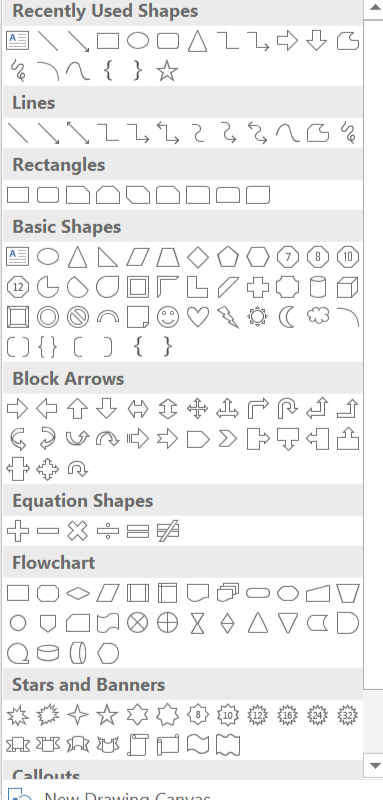 Recently Used Shapes
A
{ }
Lines
Rectangles
Basic Shapes
A 7 8 10
12
{ } { }
Block Arrows
Equation Shapes
Flowchart
Stars and Banners
8 10 12 16 24 32
Callouts
New Drawing Canvas